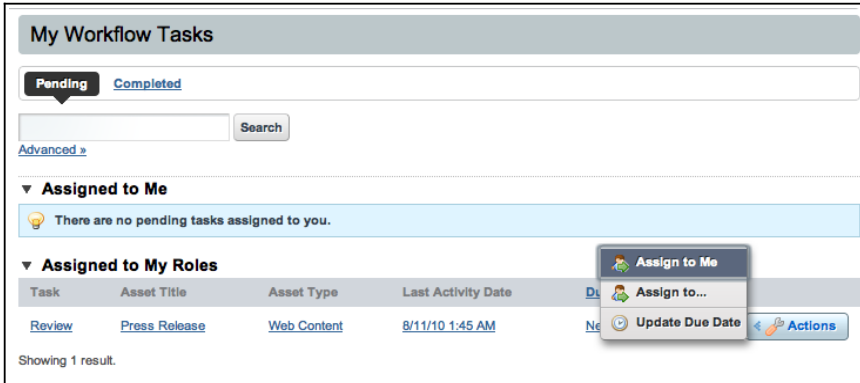 My Workflow Tasks
Pending Completed
Search
Advanced »
Assigned to Me
There are no pending tasks assigned to you.
Assigned to My Roles
Assign to Me
Task Asset Title Asset Type Last Activity Date
Assign to...
Review Press Release Web Content 8/11/10 1:45 AM
Update Due Date
Actions
Showing 1 result.